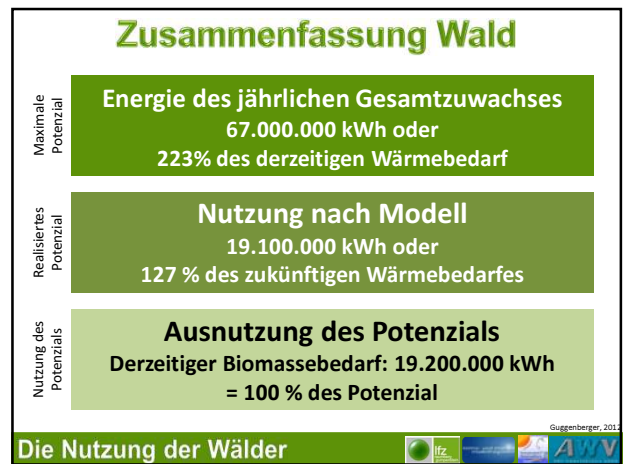 Zusammenfassung Wald
Maximale
Potenzial
Energie des jährlichen Gesamtzuwachses
67.000.000 kWh oder
223% des derzeitigen Wärmebedarf
Realisiertes
Potenzial
Nutzung nach Modell
19.100.000 kWh oder
127 % des zukünftigen Wärmebedarfes
Nutzung des
Potenzials
Ausnutzung des Potenzials
Derzeitiger Biomassebedarf: 19.200.000 kWh
= 100 % des Potenzial
Guggenberger, 2012
Die Nutzung der Wälder
lfz
AWV